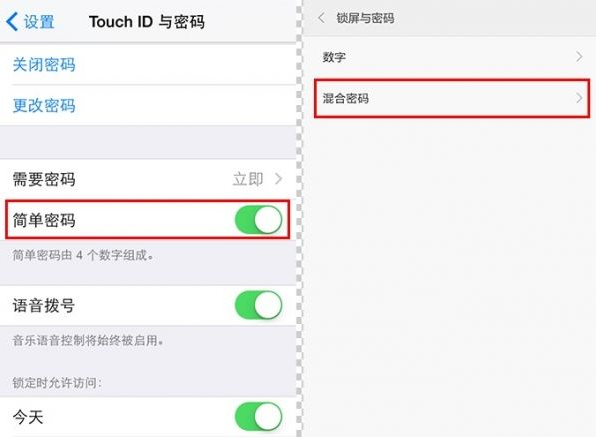 设置
Touch ID 与密码
关闭密码
更改密码
需要密码 立即
简单密码
简单密码由 4 个数字组成。
语音拨号
音乐语音控制将始终被启用。
锁定时允许访问:
今天
锁屏与密码
数字
混合密码